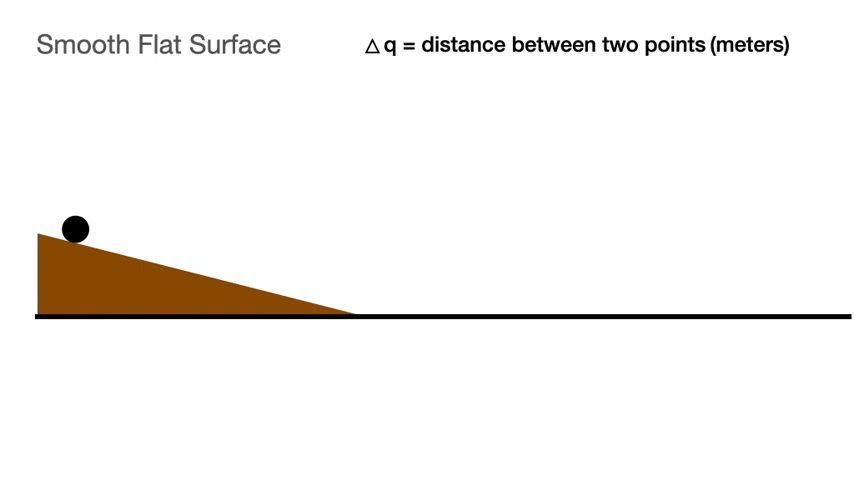 Smooth Flat Surface
△ q = distance between two points (meters)